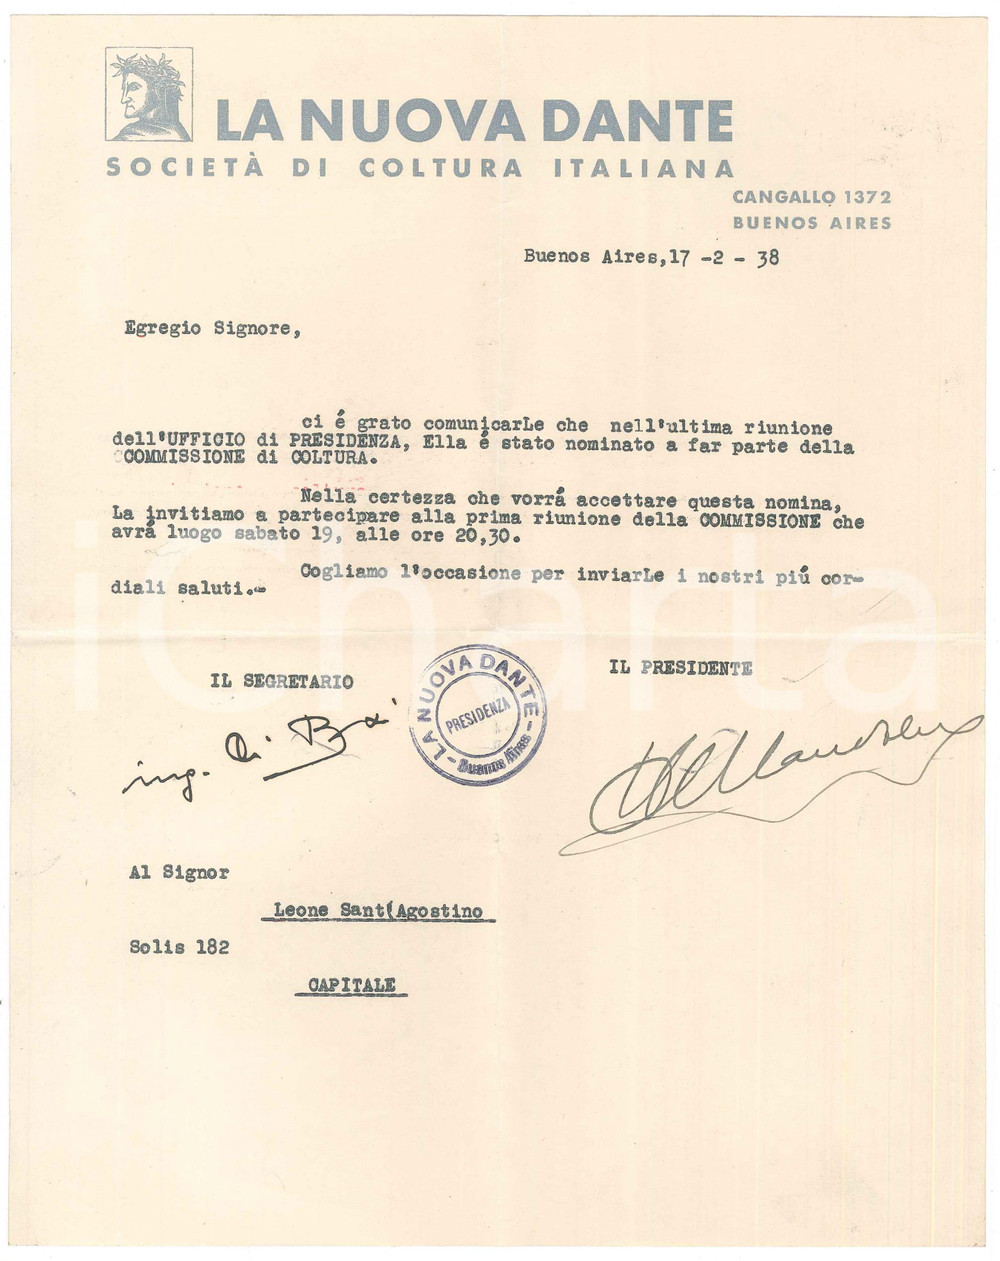 LA NUOVA DANTE
SOCIETÀ DI COLTURA ITALIANA
CANGALLO 1372
BUENOS AIRES
Buenos Aires,17 -2 - 38
Egregio Signore,
ci é grato comunicarLe che nell'ultima riunione
dell'UFFICIO di PRESIDENZA, Ella é stato nominato a far parte della
COMMISSIONE di COLTURA.
Nella certezza che vorrá accettare questa nomina,
La invitiamo a partecipare alla prima riunione della COMMISSIONE che
avrá luogo sabato 19, alle ore 20,30.
Cogliamo l'occasione per inviarLe i nostri piú cor-
diali saluti.-
IL SEGRETARIO
IL PRESIDENTE
LA NUOVA DANTE
PRESIDENZA
- Buenos Aires -
ing.
Al Signor
Leone Sant(Agostino
Solis 182
CAPITALE
iCharta